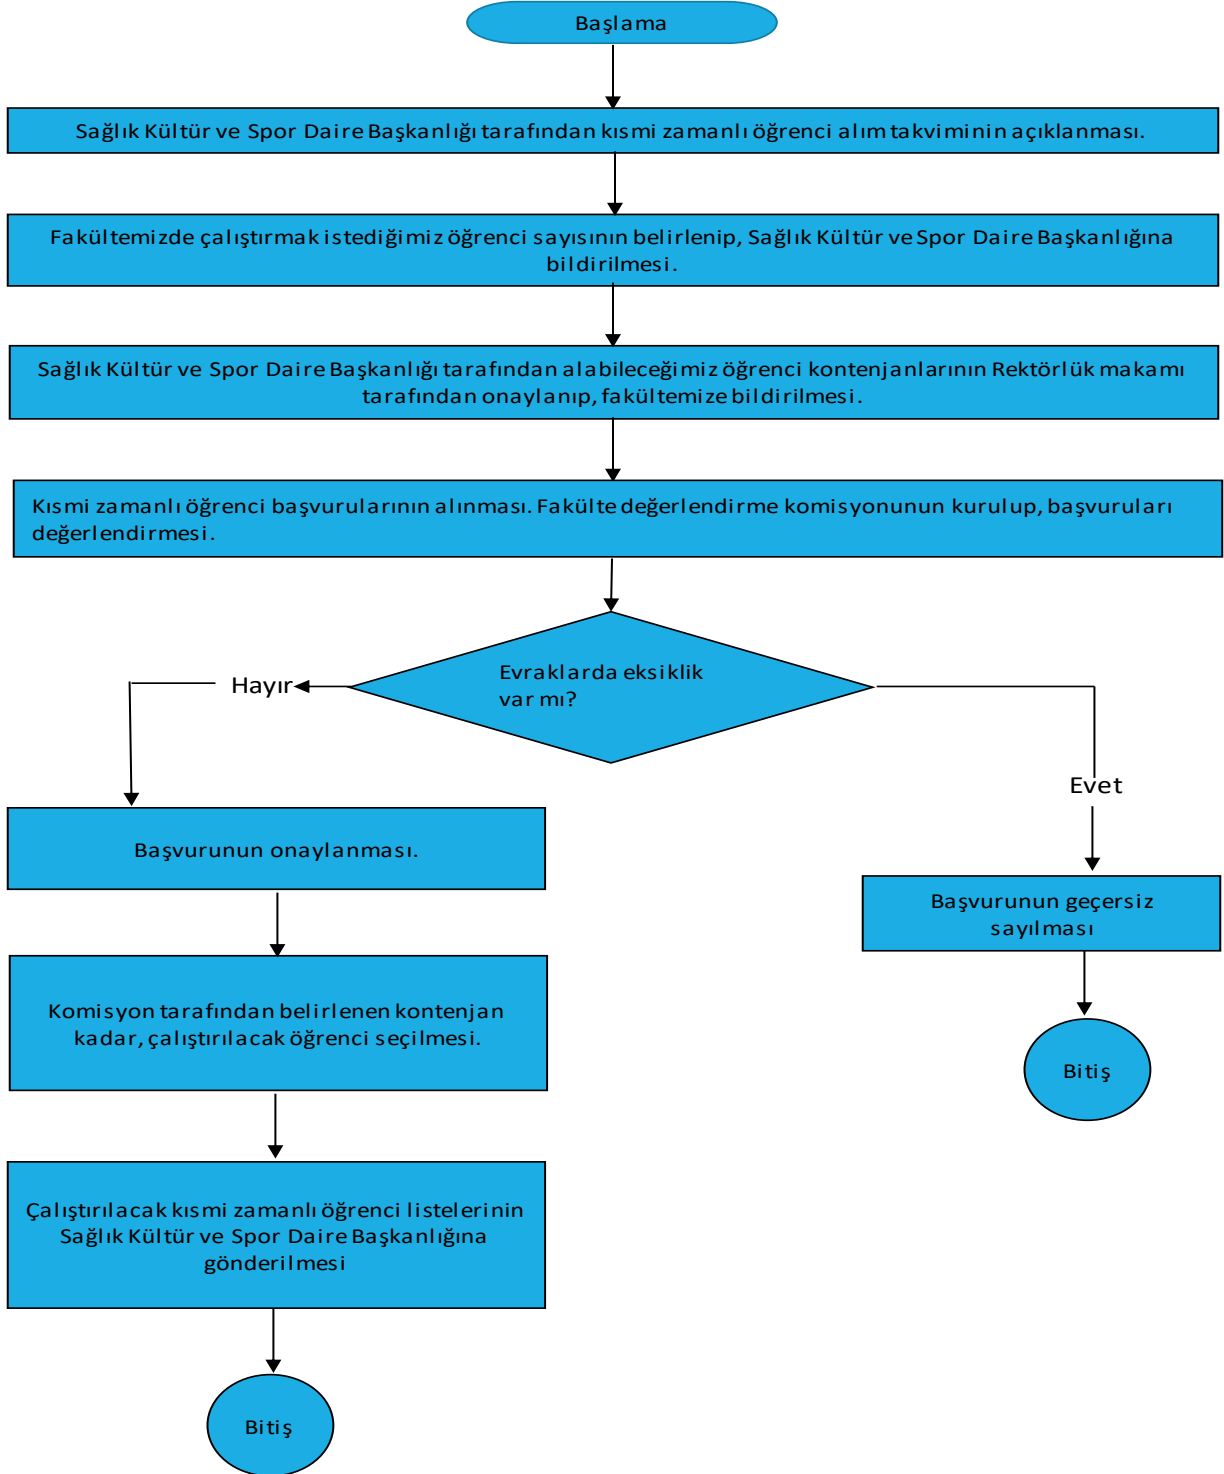 Başlama
Sağlık Kültür ve Spor Daire Başkanlığı tarafından kısmi zamanlı öğrenci alım takviminin açıklanması.
Fakültemizde çalıştırmak istediğimiz öğrenci sayısının belirlenip, Sağlık Kültür ve Spor Daire Başkanlığına
bildirilmesi.
Sağlık Kültür ve Spor Daire Başkanlığı tarafından alabileceğimiz öğrenci kontenjanlarının Rektörlük makamı
tarafından onaylanıp, fakültemize bildirilmesi.
Kısmi zamanlı öğrenci başvurularının alınması. Fakülte değerlendirme komisyonunun kurulup, başvuruları
değerlendirmesi.
Evraklarda eksiklik
var mı?
Hayır
Evet
Başvurunun onaylanması.
Başvurunun geçersiz
sayılması
Komisyon tarafından belirlenen kontenjan
kadar, çalıştırılacak öğrenci seçilmesi.
Bitiş
Çalıştırılacak kısmi zamanlı öğrenci listelerinin
Sağlık Kültür ve Spor Daire Başkanlığına
gönderilmesi
Bitiş